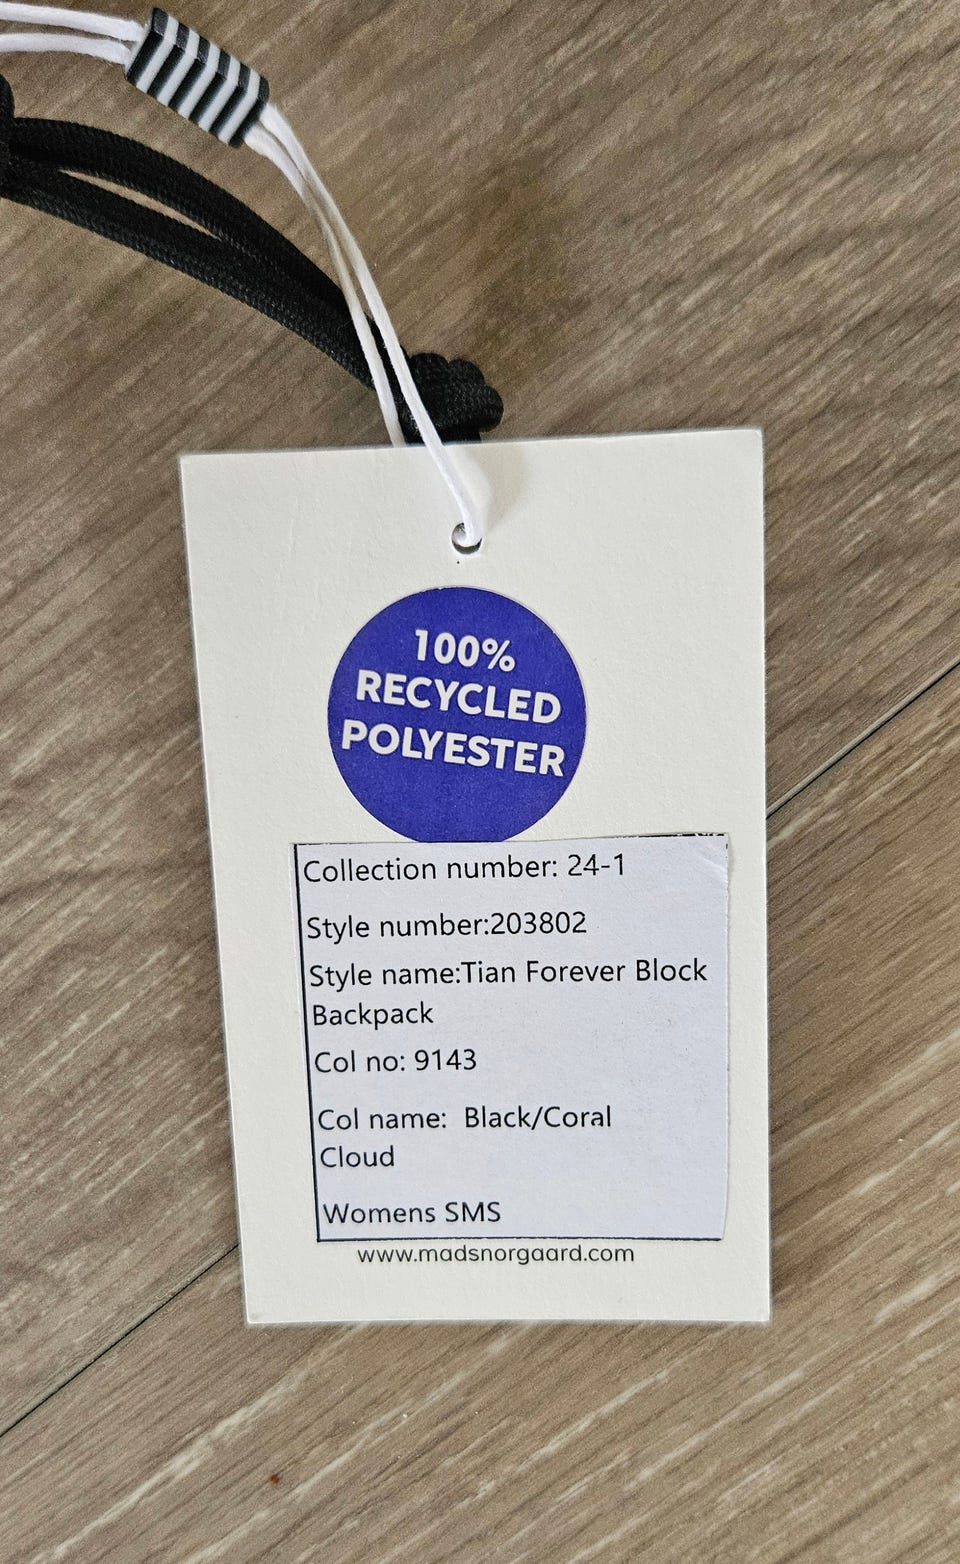 100%
RECYCLED
POLYESTER
Collection number: 24-1
Style number:203802
Style name:Tian Forever Block
Backpack
Col no: 9143
Col name:  Black/Coral
Cloud
Womens SMS
www.madsnorgaard.com